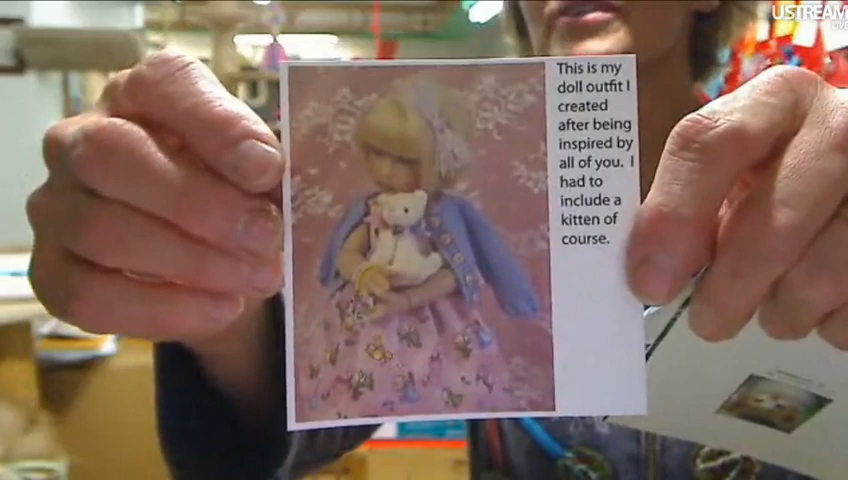 USTREAM
This is my
doll outfit I
created
after being
inspired by
all of you. I
had to
include a
kitten of
course.